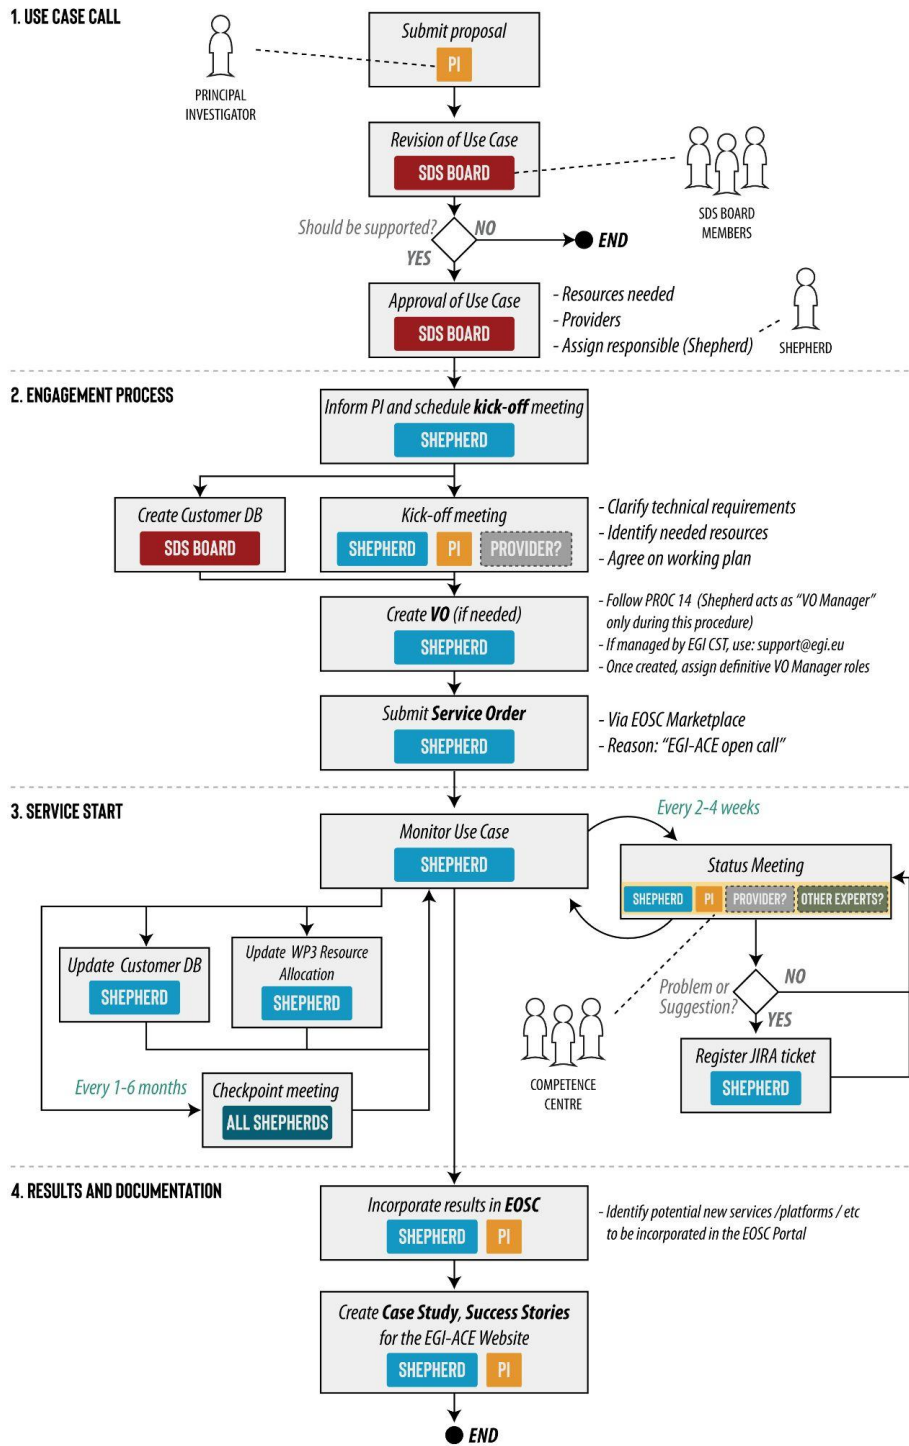 1. USE CASE CALL
Submit proposal
PI
PRINCIPAL
INVESTIGATOR
Revision of Use Case
SDS BOARD
SDS BOARD
MEMBERS
Should be supported?
NO
END
YES
Approval of Use Case
SDS BOARD
- Resources needed
- Providers
- Assign responsible (Shepherd)
SHEPHERD
2. ENGAGEMENT PROCESS
Inform PI and schedule kick-off meeting
SHEPHERD
Create Customer DB
SDS BOARD
Kick-off meeting
SHEPHERD PI PROVIDER?
- Clarify technical requirements
- Identify needed resources
- Agree on working plan
Create VO (if needed)
SHEPHERD
- Follow PROC 14 (Shepherd acts as “VO Manager”
only during this procedure)
- If managed by EGI CST, use: support@egi.eu
- Once created, assign definitive VO Manager roles
Submit Service Order
SHEPHERD
- Via EOSC Marketplace
- Reason: “EGI-ACE open call”
3. SERVICE START
Monitor Use Case
SHEPHERD
Every 2-4 weeks
Status Meeting
SHEPHERD PI PROVIDER? OTHER EXPERTS?
Update Customer DB
SHEPHERD
Update WP3 Resource
Allocation
SHEPHERD
Problem or
Suggestion?
NO
YES
Register JIRA ticket
SHEPHERD
COMPETENCE
CENTRE
Every 1-6 months
Checkpoint meeting
ALL SHEPHERDS
4. RESULTS AND DOCUMENTATION
Incorporate results in EOSC
SHEPHERD PI
- Identify potential new services /platforms / etc
to be incorporated in the EOSC Portal
Create Case Study, Success Stories
for the EGI-ACE Website
SHEPHERD PI
END